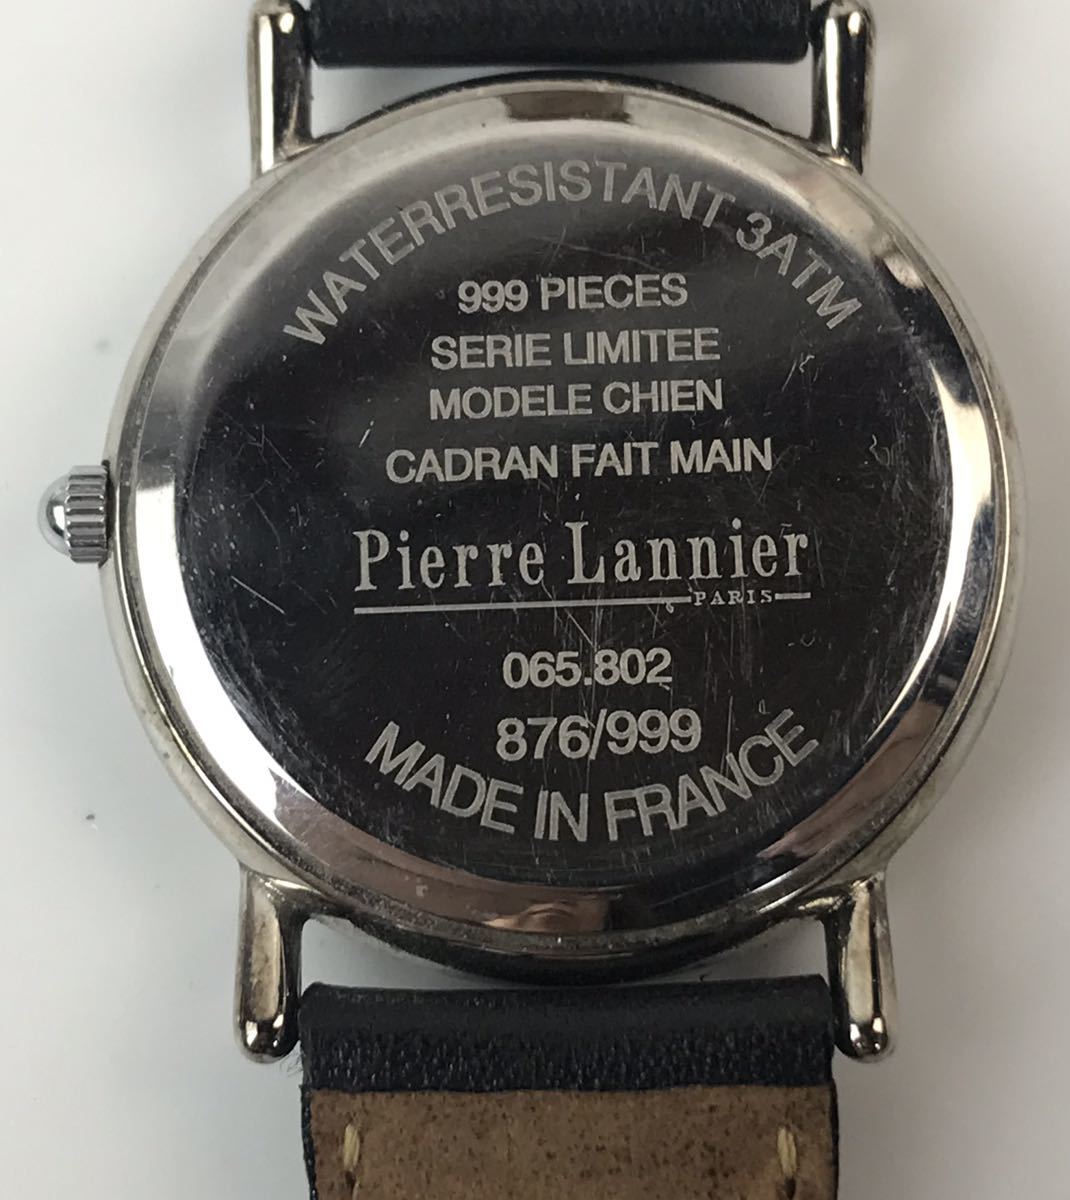 WATERRESISTANT 3ATM
999 PIECES
SERIE LIMITEE
MODELE CHIEN
CADRAN FAIT MAIN
Pierre Lannier
PARIS
065.802
876/999
MADE IN FRANCE